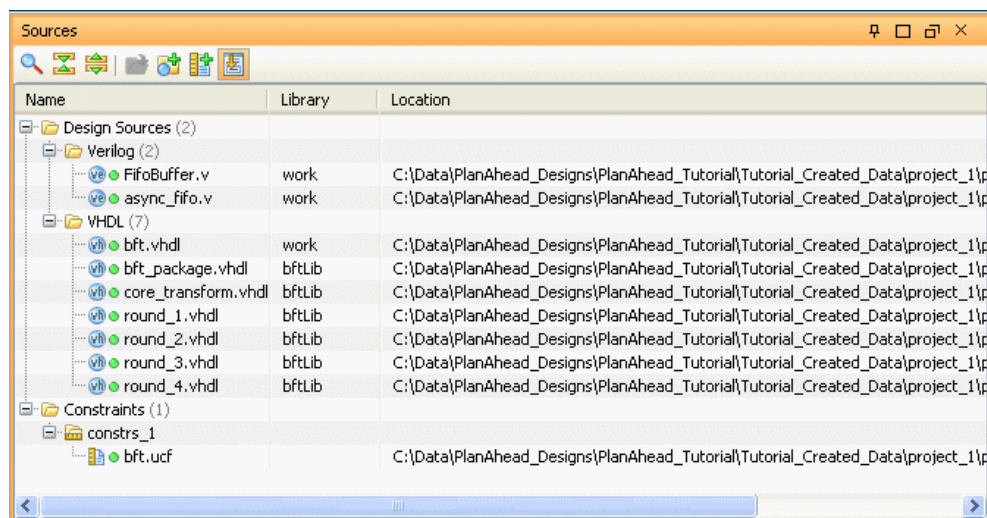 Sources
Name Library Location
Design Sources (2)
Verilog (2)
FifoBuffer.v work C:\Data\PlanAhead_Designs\PlanAhead_Tutorial\Tutorial_Created_Data\project_1\p
async_fifo.v work C:\Data\PlanAhead_Designs\PlanAhead_Tutorial\Tutorial_Created_Data\project_1\p
VHDL (7)
bft.vhdl work C:\Data\PlanAhead_Designs\PlanAhead_Tutorial\Tutorial_Created_Data\project_1\p
bft_package.vhdl bftLib C:\Data\PlanAhead_Designs\PlanAhead_Tutorial\Tutorial_Created_Data\project_1\p
core_transform.vhdl bftLib C:\Data\PlanAhead_Designs\PlanAhead_Tutorial\Tutorial_Created_Data\project_1\p
round_1.vhdl bftLib C:\Data\PlanAhead_Designs\PlanAhead_Tutorial\Tutorial_Created_Data\project_1\p
round_2.vhdl bftLib C:\Data\PlanAhead_Designs\PlanAhead_Tutorial\Tutorial_Created_Data\project_1\p
round_3.vhdl bftLib C:\Data\PlanAhead_Designs\PlanAhead_Tutorial\Tutorial_Created_Data\project_1\p
round_4.vhdl bftLib C:\Data\PlanAhead_Designs\PlanAhead_Tutorial\Tutorial_Created_Data\project_1\p
Constraints (1)
constrs_1
bft.ucf C:\Data\PlanAhead_Designs\PlanAhead_Tutorial\Tutorial_Created_Data\project_1\p